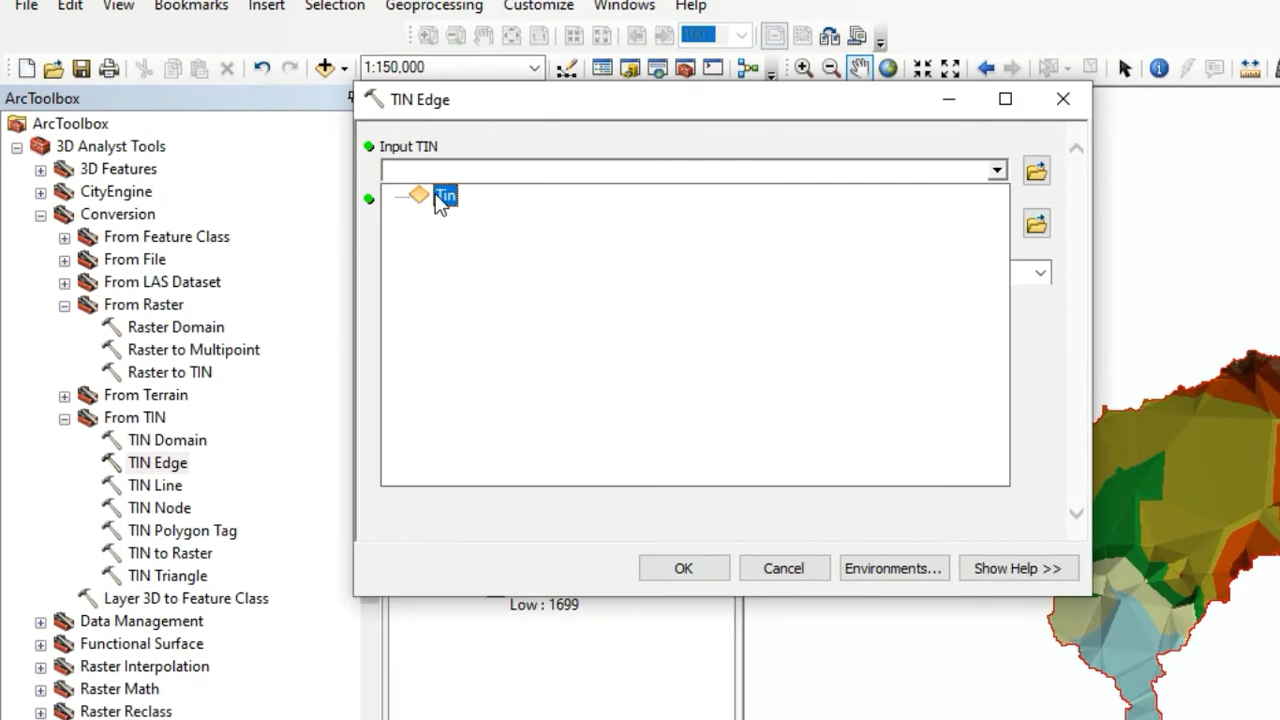 File Edit View Bookmarks Insert Selection Geoprocessing Customize Windows Help
1:150,000
ArcToolbox
TIN Edge
ArcToolbox
3D Analyst Tools
3D Features
CityEngine
Conversion
From Feature Class
From File
From LAS Dataset
From Raster
Raster Domain
Raster to Multipoint
Raster to TIN
From Terrain
From TIN
TIN Domain
TIN Edge
TIN Line
TIN Node
TIN Polygon Tag
TIN to Raster
TIN Triangle
Layer 3D to Feature Class
Data Management
Functional Surface
Raster Interpolation
Raster Math
Raster Reclass
Input TIN
Tin
OK Cancel Environments... Show Help >>
Low : 1699